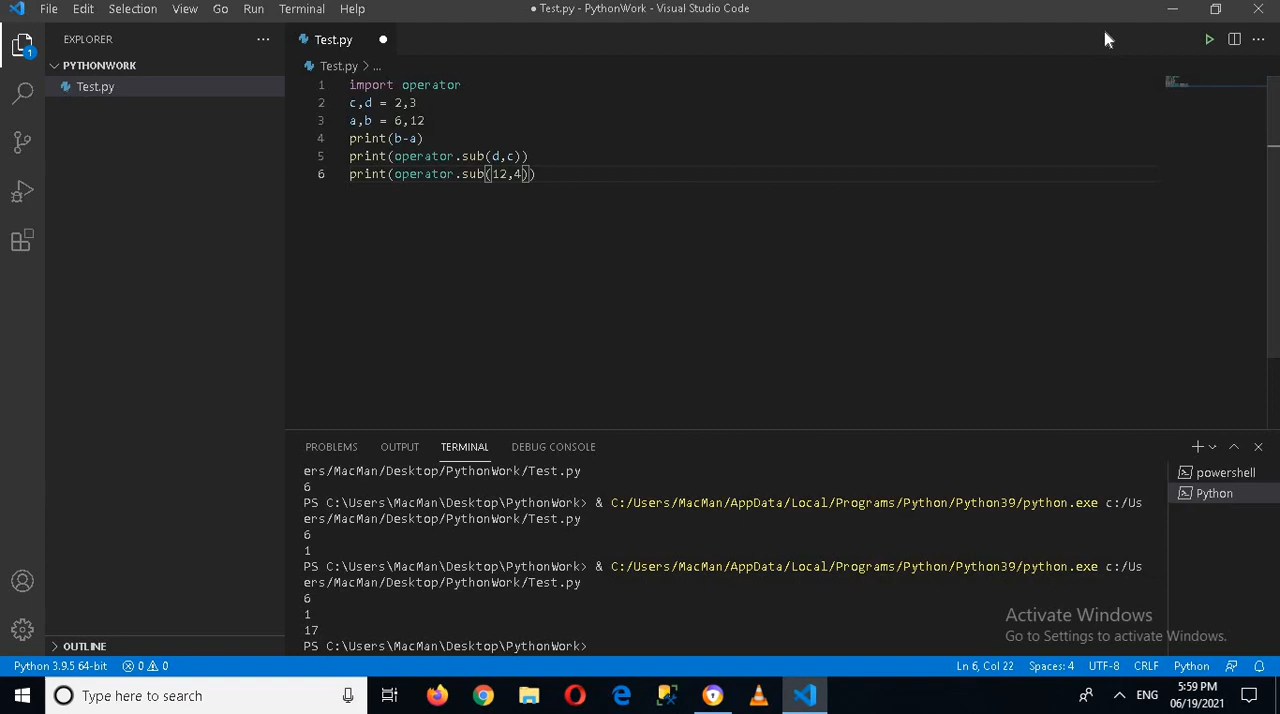 File Edit Selection View Go Run Terminal Help
● Test.py - PythonWork - Visual Studio Code
EXPLORER
PYTHONWORK
Test.py
1
Test.py
Test.py > ...
1 import operator
2 c,d = 2,3
3 a,b = 6,12
4 print(b-a)
5 print(operator.sub(d,c))
6 print(operator.sub(12,4))
PROBLEMS OUTPUT TERMINAL DEBUG CONSOLE
ers/MacMan/Desktop/PythonWork/Test.py
6
PS C:\Users\MacMan\Desktop\PythonWork> & C:/Users/MacMan/AppData/Local/Programs/Python/Python39/python.exe c:/Us
ers/MacMan/Desktop/PythonWork/Test.py
6
1
PS C:\Users\MacMan\Desktop\PythonWork> & C:/Users/MacMan/AppData/Local/Programs/Python/Python39/python.exe c:/Us
ers/MacMan/Desktop/PythonWork/Test.py
6
1
17
PS C:\Users\MacMan\Desktop\PythonWork>
powershell
Python
Activate Windows
Go to Settings to activate Windows.
OUTLINE
Python 3.9.5 64-bit 0 0
Ln 6, Col 22 Spaces: 4 UTF-8 CRLF Python
Type here to search
ENG
5:59 PM
06/19/2021